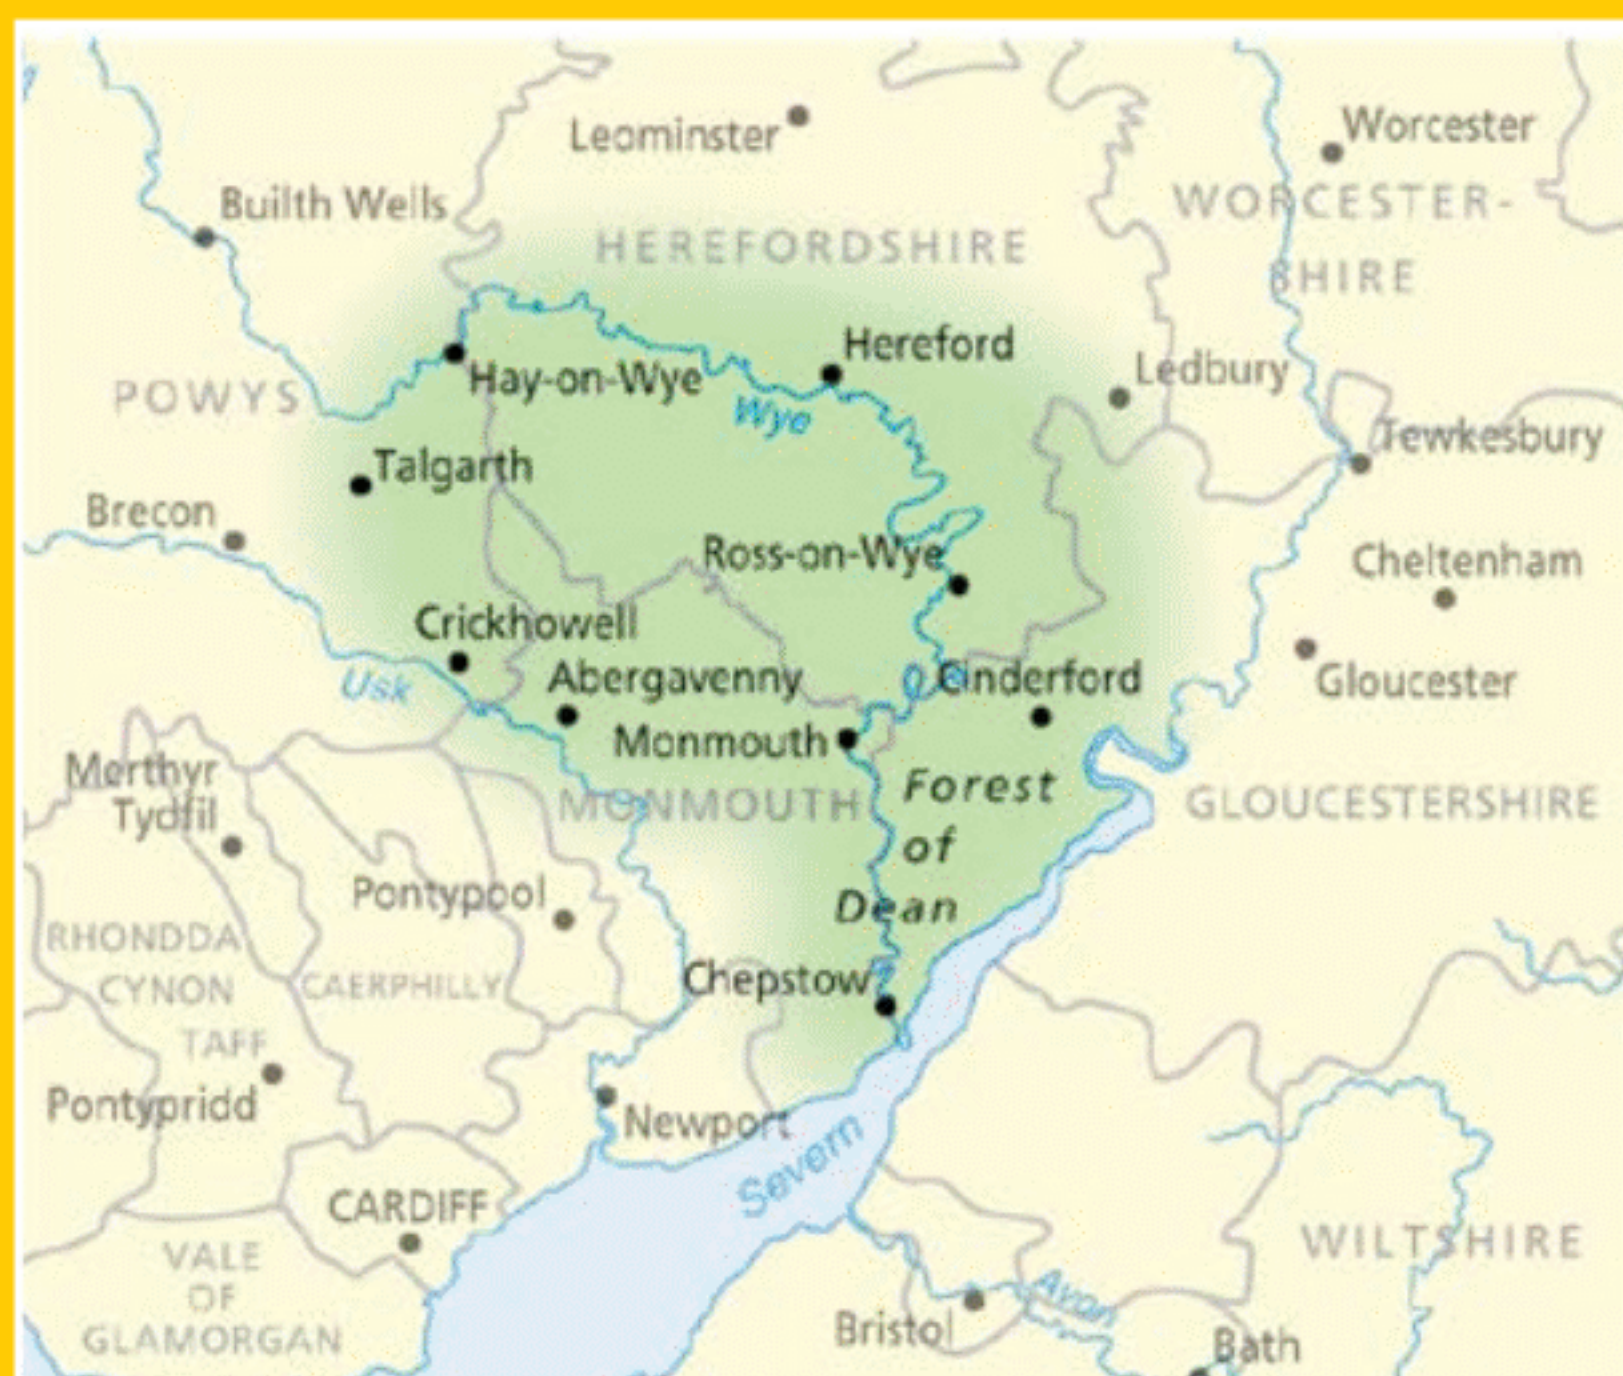 Leominster
Worcester
WORCESTER-
SHIRE
Builth Wells
HEREFORDSHIRE
Hereford
Hay-on-Wye
Ledbury
POWYS
Wye
Tewkesbury
Talgarth
Brecon
Ross-on-Wye
Cheltenham
Crickhowell
Usk
Abergavenny
Cinderford
Gloucester
Monmouth
Merthyr
Tydfil
MONMOUTH
Forest
of
Dean
GLOUCESTERSHIRE
Pontypool
RHONDDA
CYNON
TAFF
CAERPHILLY
Chepstow
Pontypridd
Newport
Severn
CARDIFF
VALE
OF
GLAMORGAN
WILTSHIRE
Avon
Bristol
Bath